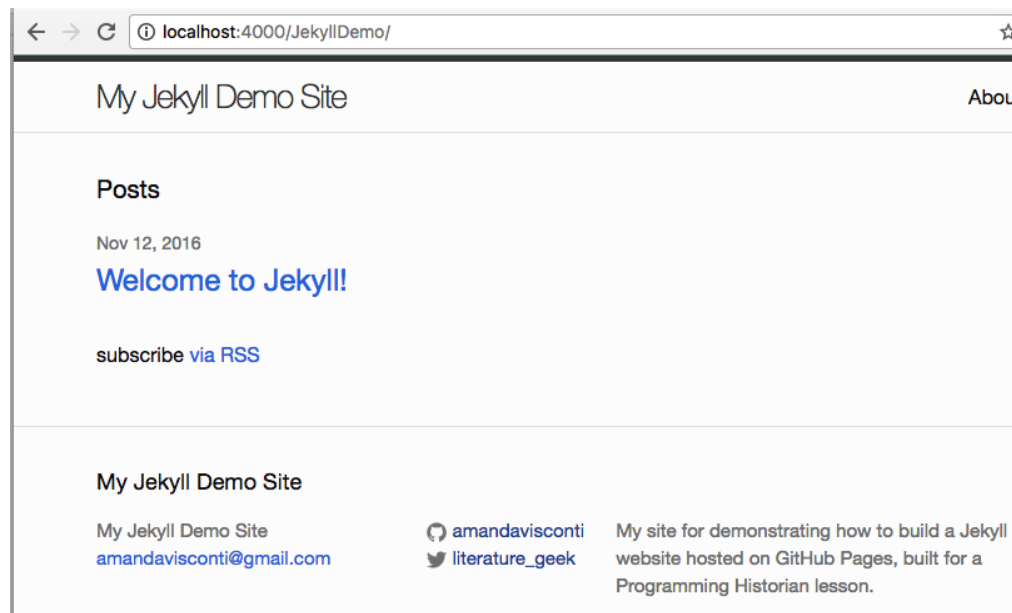 localhost:4000/JekyllDemo/
My Jekyll Demo Site
Abou
Posts
Nov 12, 2016
Welcome to Jekyll!
subscribe via RSS
My Jekyll Demo Site
My Jekyll Demo Site
amandavisconti@gmail.com
amandavisconti
literature_geek
My site for demonstrating how to build a Jekyll
website hosted on GitHub Pages, built for a
Programming Historian lesson.